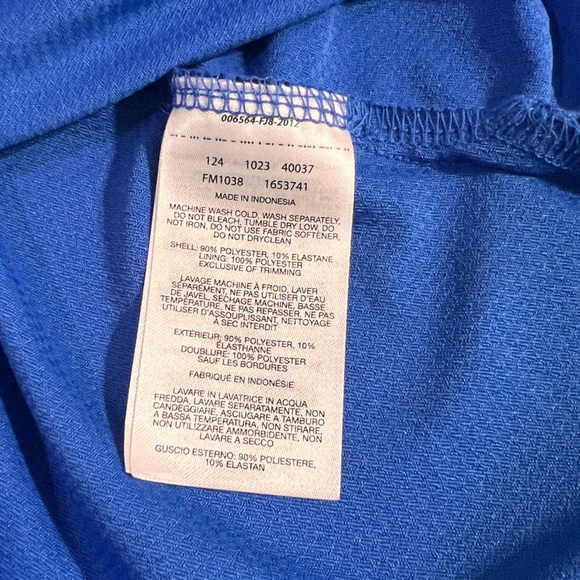 006564-FJ8-2012
124 1023 40037
FM1038 1653741
MADE IN INDONESIA
MACHINE WASH COLD, WASH SEPARATELY,
DO NOT BLEACH, TUMBLE DRY LOW, DO
NOT IRON, DO NOT USE FABRIC SOFTENER,
DO NOT DRYCLEAN
SHELL: 90% POLYESTER, 10% ELASTANE
LINING: 100% POLYESTER
EXCLUSIVE OF TRIMMING
LAVAGE MACHINE À FROID, LAVER
SÉPARÉMENT, NE PAS UTILISER D'EAU
DE JAVEL, SÉCHAGE MACHINE, BASSE
TEMPÉRATURE, NE PAS REPASSER, NE PAS
UTILISER D'ASSOUPLISSANT, NETTOYAGE
À SEC INTERDIT
EXTÉRIEUR: 90% POLYESTER, 10%
ÉLASTHANNE
DOUBLURE: 100% POLYESTER
SAUF LES BORDURES
FABRIQUÉ EN INDONÉSIE
LAVARE IN LAVATRICE IN ACQUA
FREDDA, LAVARE SEPARATAMENTE, NON
CANDEGGIARE, ASCIUGARE A TAMBURO
A BASSA TEMPERATURA, NON STIRARE,
NON UTILIZZARE AMMORBIDENTE, NON
LAVARE A SECCO
GUSCIO ESTERNO: 90% POLIESTERE,
10% ELASTAN